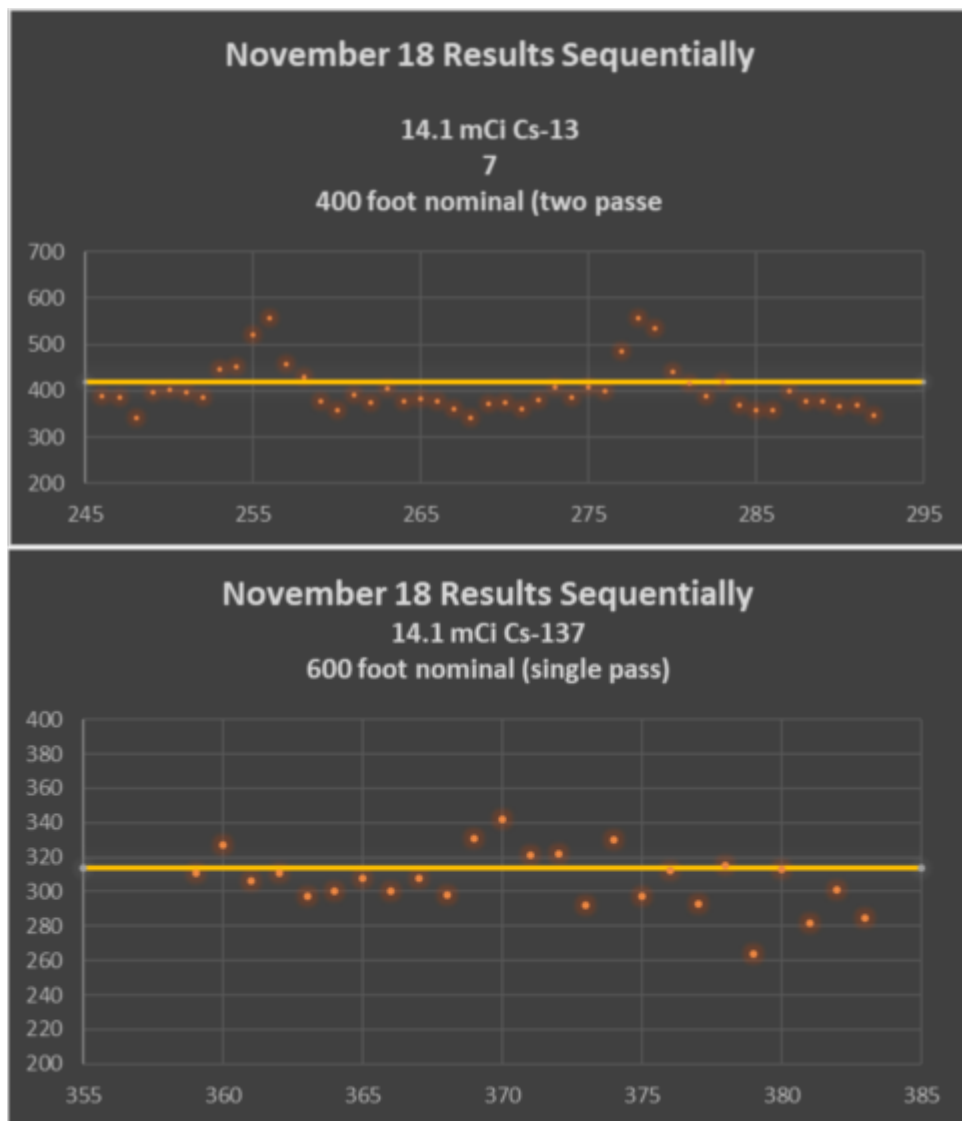 November 18 Results Sequentially
14.1 mCi Cs-13
7
400 foot nominal (two passe
700
600
500
400
300
200
245 255 265 275 285 295
November 18 Results Sequentially
14.1 mCi Cs-137
600 foot nominal (single pass)
400
380
360
340
320
300
280
260
240
220
200
355 360 365 370 375 380 385